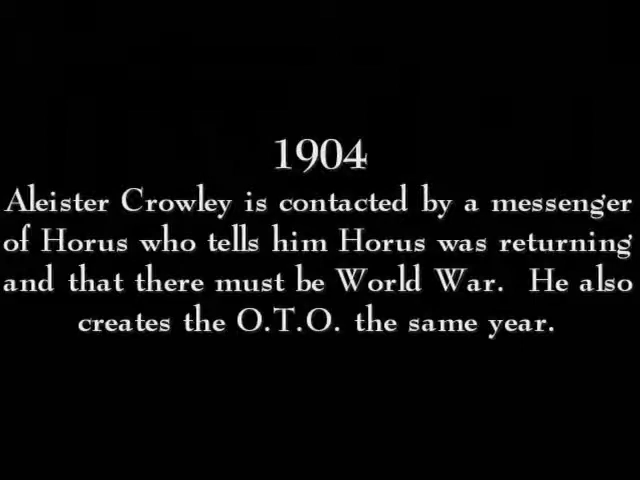 1904
Aleister Crowley is contacted by a messenger
of Horus who tells him Horus was returning
and that there must be World War. He also
creates the O.T.O. the same year.